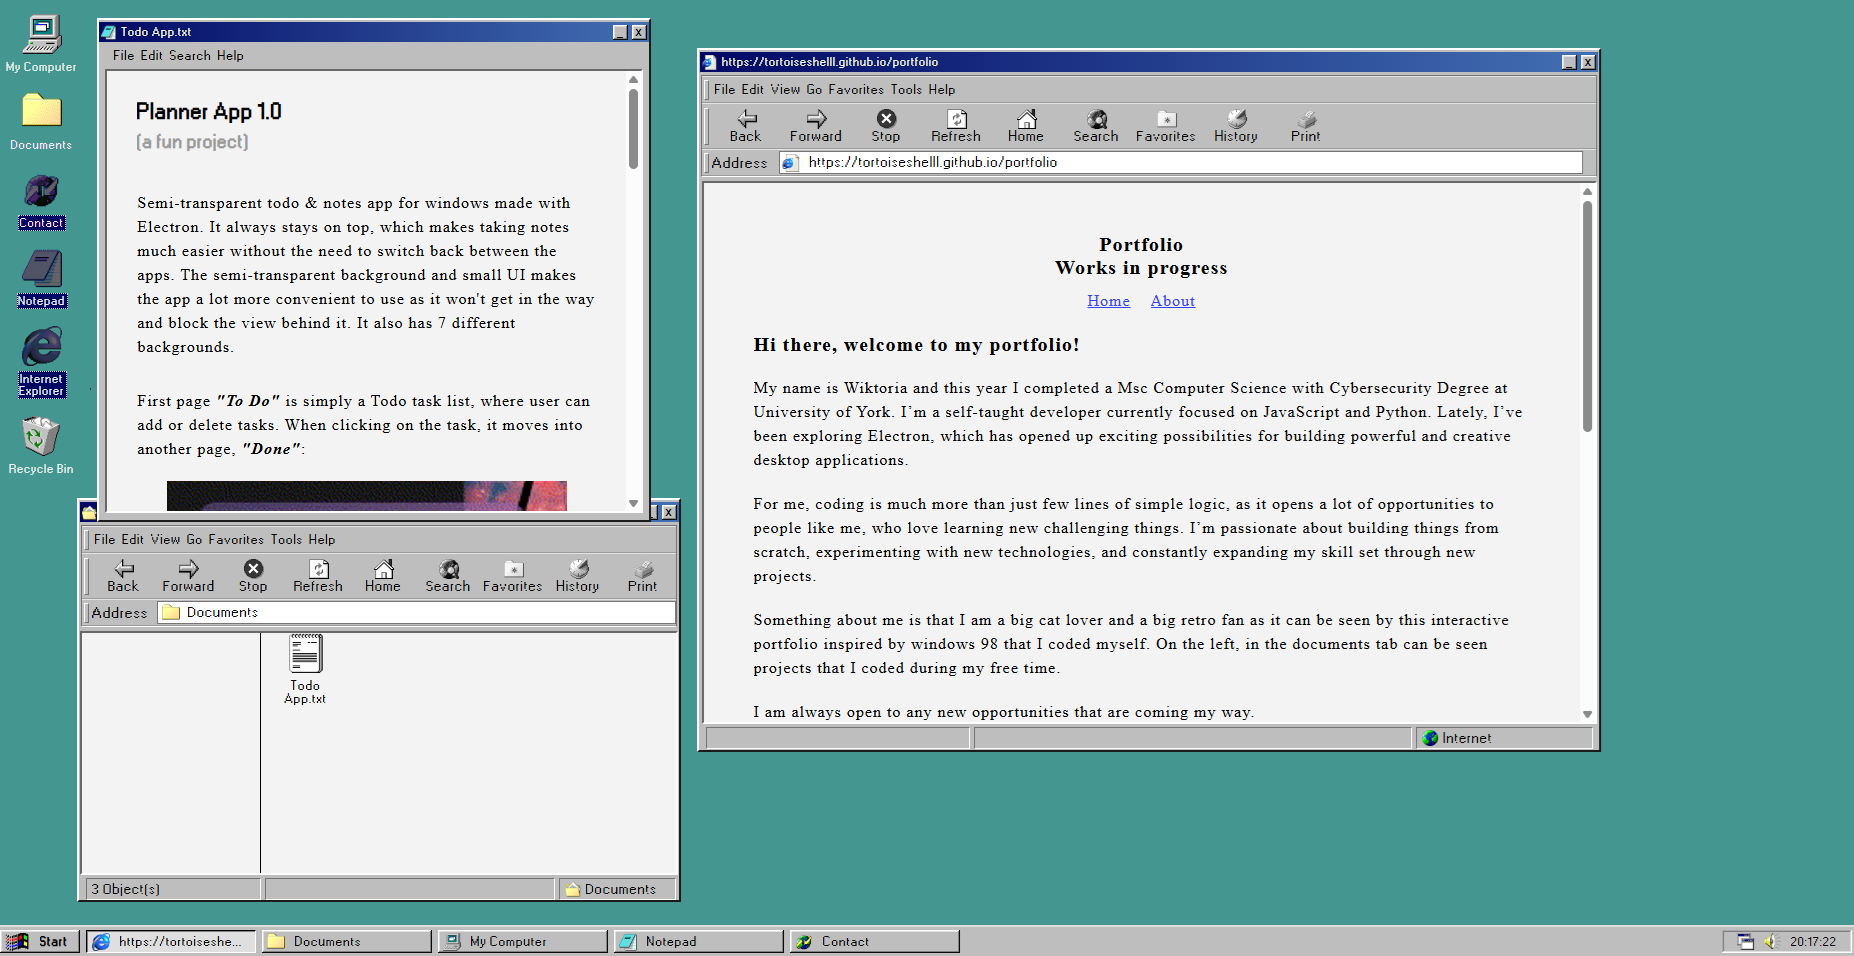 My Computer
Documents
Contact
Notepad
Internet
Explorer
Recycle Bin
Todo App.txt
File Edit Search Help
Planner App 1.0
(a fun project)
Semi-transparent todo & notes app for windows made with
Electron. It always stays on top, which makes taking notes
much easier without the need to switch back between the
apps. The semi-transparent background and small UI makes
the app a lot more convenient to use as it won't get in the way
and block the view behind it. It also has 7 different
backgrounds.
First page "To Do" is simply a Todo task list, where user can
add or delete tasks. When clicking on the task, it moves into
another page, "Done":
File Edit View Go Favorites Tools Help
Back Forward Stop Refresh Home Search Favorites History Print
Address Documents
Todo
App.txt
3 Object(s)
Documents
https://tortoiseshelll.github.io/portfolio
File Edit View Go Favorites Tools Help
Back Forward Stop Refresh Home Search Favorites History Print
Address https://tortoiseshelll.github.io/portfolio
Portfolio
Works in progress
Home About
Hi there, welcome to my portfolio!
My name is Wiktoria and this year I completed a Msc Computer Science with Cybersecurity Degree at
University of York. I’m a self-taught developer currently focused on JavaScript and Python. Lately, I’ve
been exploring Electron, which has opened up exciting possibilities for building powerful and creative
desktop applications.
For me, coding is much more than just few lines of simple logic, as it opens a lot of opportunities to
people like me, who love learning new challenging things. I’m passionate about building things from
scratch, experimenting with new technologies, and constantly expanding my skill set through new
projects.
Something about me is that I am a big cat lover and a big retro fan as it can be seen by this interactive
portfolio inspired by windows 98 that I coded myself. On the left, in the documents tab can be seen
projects that I coded during my free time.
I am always open to any new opportunities that are coming my way.
Internet
Start
https://tortoiseshe...
Documents
My Computer
Notepad
Contact
20:17:22